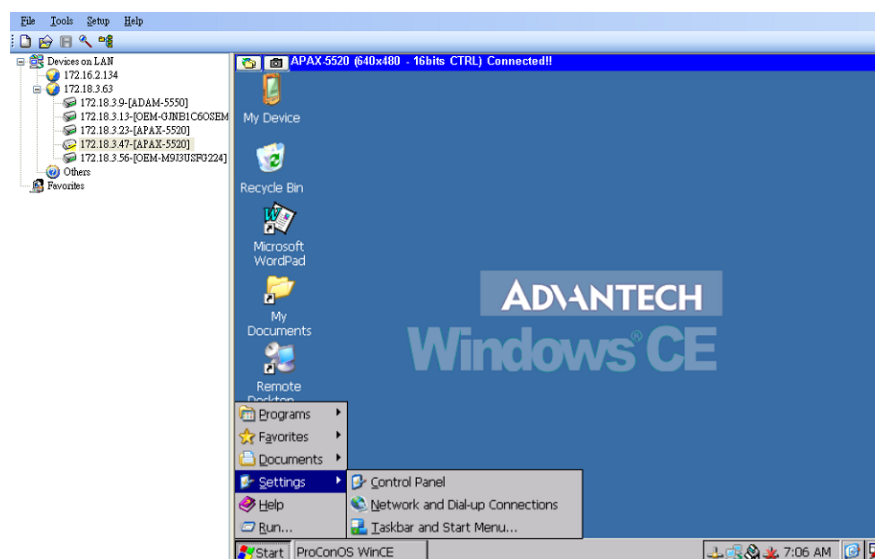 File Tools Setup Help
Devices on LAN
172.16.2.134
172.18.3.63
172.18.3.9-[ADAM-5550]
172.18.3.13-[OEM-GJNB1C6OSEM
172.18.3.23-[APAX-5520]
172.18.3.47-[APAX-5520]
172.18.3.56-[OEM-M9I3USFG224]
Others
Favorites
APAX-5520 (640x480 - 16bits CTRL) Connected!!
My Device
Recycle Bin
Microsoft
WordPad
My
Documents
Remote
Desktop
ADVANTECH
Windows® CE
Programs
Favorites
Documents
Settings
Help
Run...
Control Panel
Network and Dial-up Connections
Taskbar and Start Menu...
Start ProConOS WinCE 7:06 AM